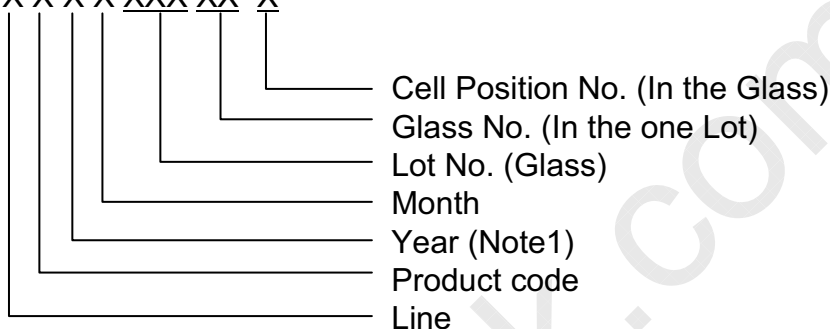 X X X X XXX XX X
Cell Position No. (In the Glass)
Glass No. (In the one Lot)
Lot No. (Glass)
Month
Year (Note1)
Product code
Line